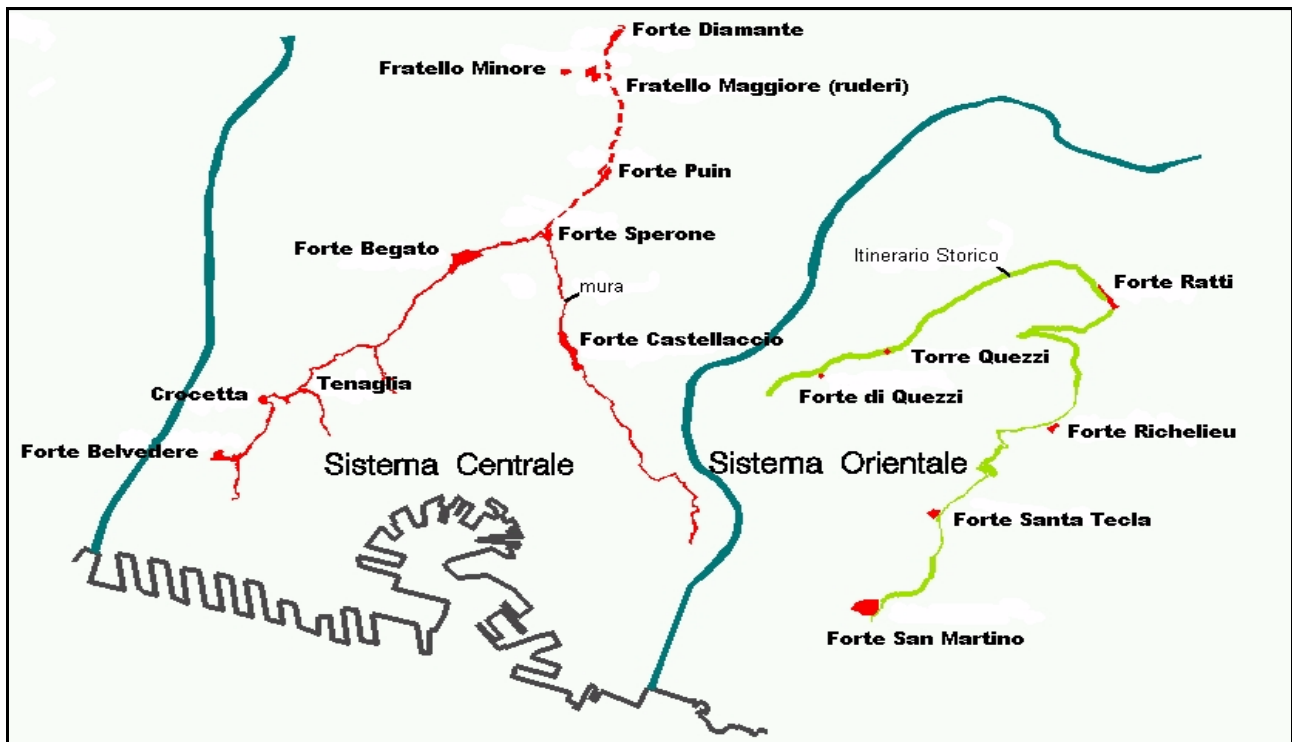 Forte Diamante
Fratello Minore
Fratello Maggiore (ruderi)
Forte Puin
Forte Sperone
Forte Begato
Itinerario Storico
Forte Ratti
mura
Forte Castellaccio
Torre Quezzi
Tenaglia
Crocetta
Forte di Quezzi
Forte Richelieu
Forte Belvedere
Sistema Centrale
Sistema Orientale
Forte Santa Tecla
Forte San Martino